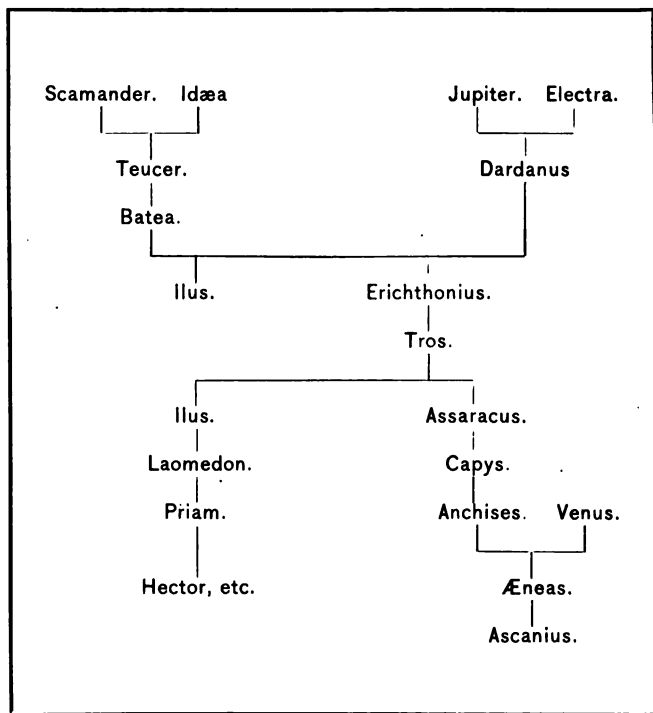 Scamander. Idæa Jupiter. Electra.
Teucer. Dardanus
Batea.
Ilus. Erichthonius.
Tros.
Ilus. Assaracus.
Laomedon. Capys.
Priam. Anchises. Venus.
Hector, etc. Æneas.
Ascanius.